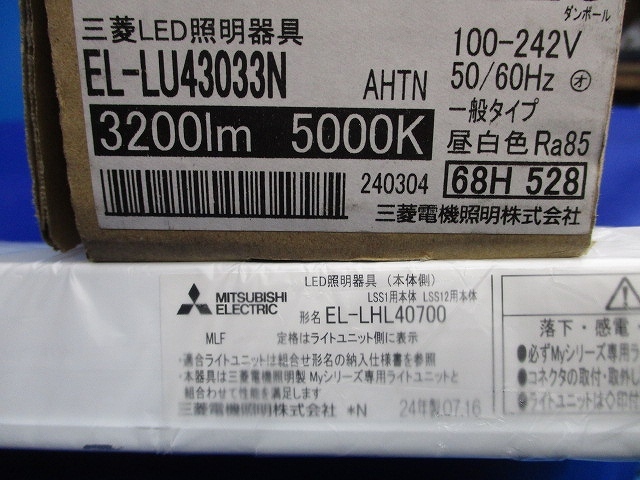 ダンボール
三菱LED照明器具
EL-LU43033N
AHTN
3200lm 5000K
240304
100-242V
50/60Hz オ
一般タイプ
昼白色 Ra85
68H 528
三菱電機照明株式会社
MITSUBISHI
ELECTRIC
LED照明器具（本体側）
LSS1用本体 LSS12用本体
形名 EL-LHL40700
MLF 定格はライトユニット側に表示
・適合ライトユニットは組合せ形名の納入仕様書を参照
・本器具は三菱電機照明製 Myシリーズ専用ライトユニットと
組合わせて性能を満足します
三菱電機照明株式会社 *N 24年製07.16
落下・感電
●必ずMyシリーズ専用ラ
●コネクタの取付・取外し
●ライトユニットは◇印付